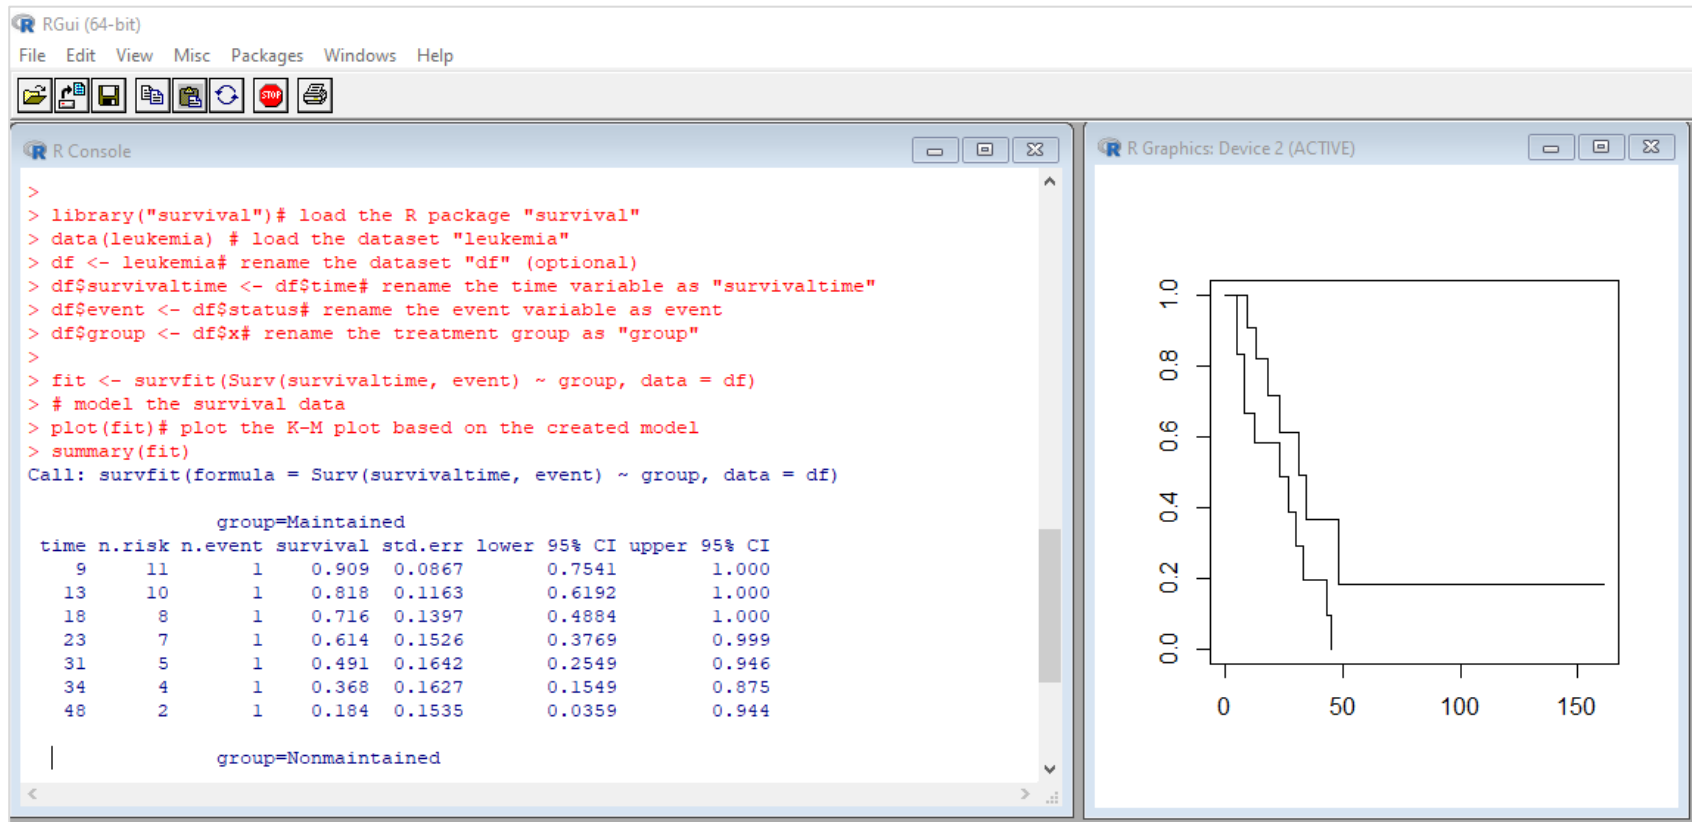 RGui (64-bit)
File Edit View Misc Packages Windows Help
STOP
R Console
>
> library("survival")# load the R package "survival"
> data(leukemia) # load the dataset "leukemia"
> df <- leukemia# rename the dataset "df" (optional)
> df$survivaltime <- df$time# rename the time variable as "survivaltime"
> df$event <- df$status# rename the event variable as event
> df$group <- df$x# rename the treatment group as "group"
>
> fit <- survfit(Surv(survivaltime, event) ~ group, data = df)
> # model the survival data
> plot(fit)# plot the K-M plot based on the created model
> summary(fit)
Call: survfit(formula = Surv(survivaltime, event) ~ group, data = df)
group=Maintained
time n.risk n.event survival std.err lower 95% CI upper 95% CI
9 11 1 0.909 0.0867 0.7541 1.000
13 10 1 0.818 0.1163 0.6192 1.000
18 8 1 0.716 0.1397 0.4884 1.000
23 7 1 0.614 0.1526 0.3769 0.999
31 5 1 0.491 0.1642 0.2549 0.946
34 4 1 0.368 0.1627 0.1549 0.875
48 2 1 0.184 0.1535 0.0359 0.944
group=Nonmaintained
R Graphics: Device 2 (ACTIVE)
1.0
0.8
0.6
0.4
0.2
0.0
0 50 100 150